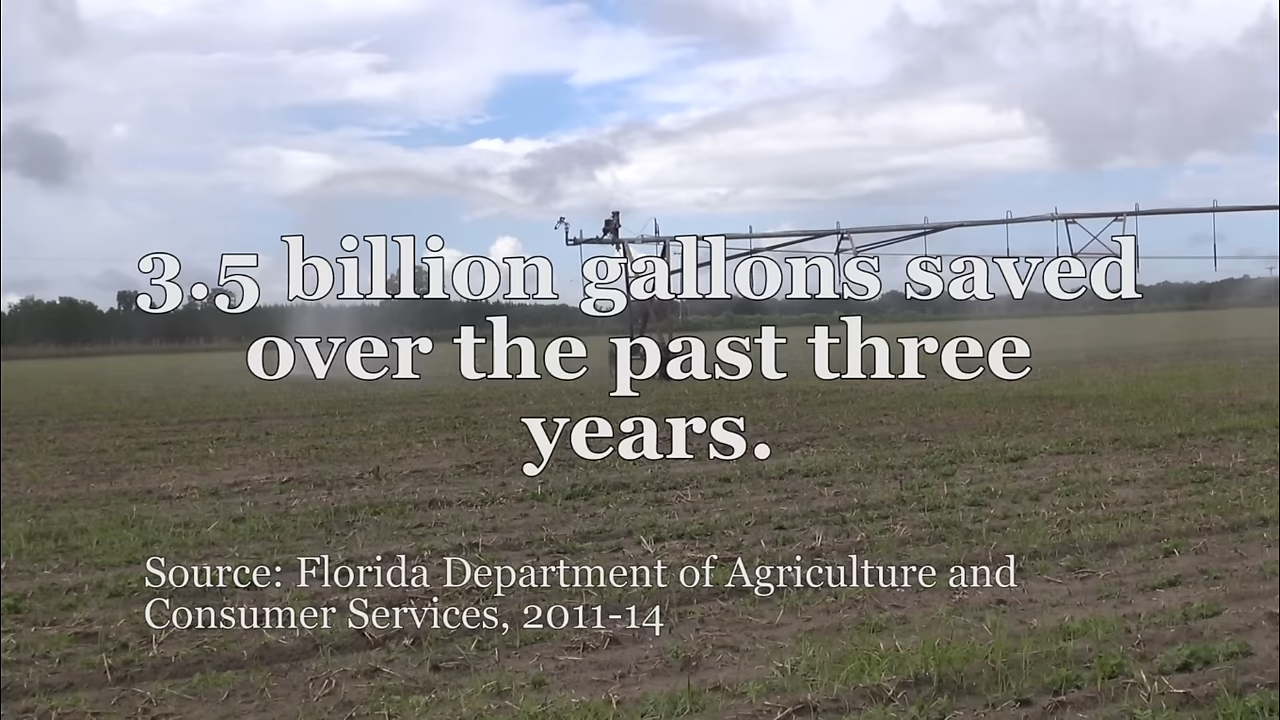 3.5 billion gallons saved
over the past three
years.
Source: Florida Department of Agriculture and
Consumer Services, 2011-14